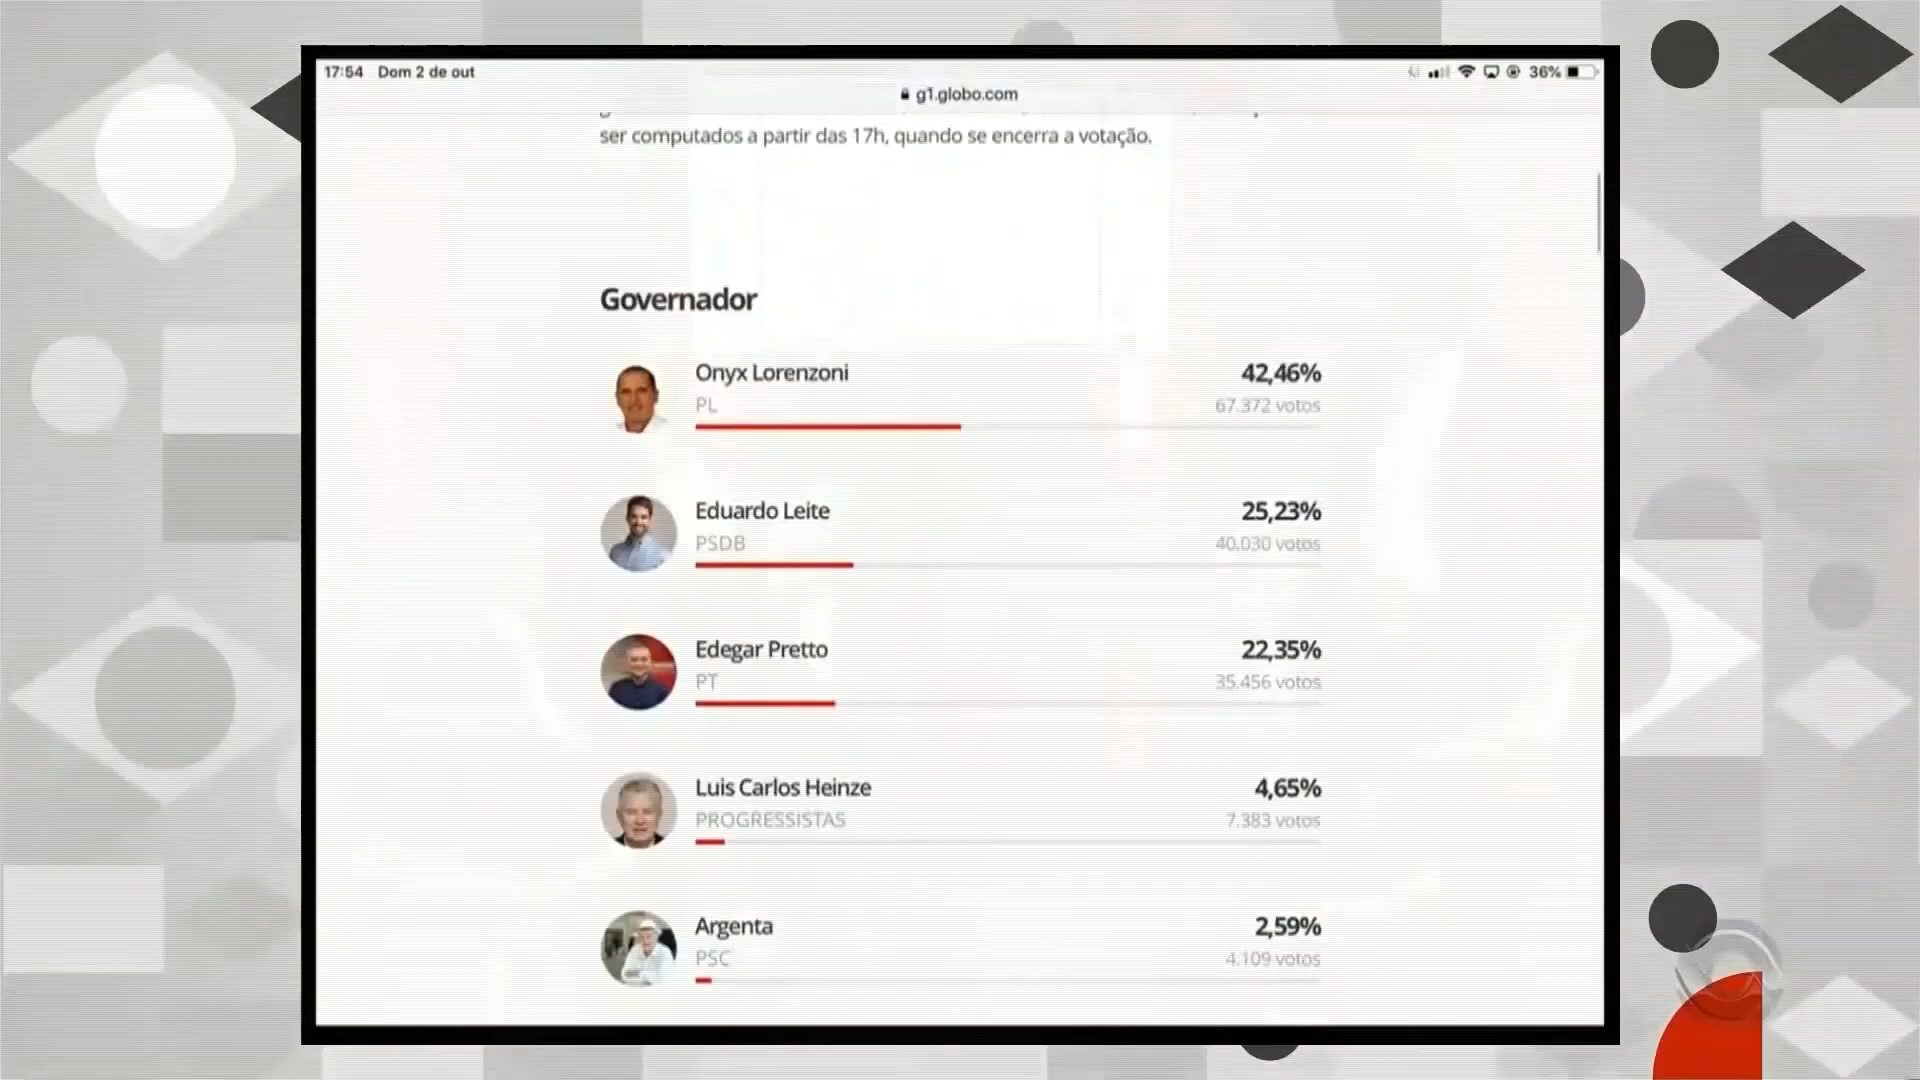 17:54 Dom 2 de out
36%
g1.globo.com
ser computados a partir das 17h, quando se encerra a votação.
Governador
Onyx Lorenzoni 42,46%
PL 67.372 votos
Eduardo Leite 25,23%
PSDB 40.030 votos
Edegar Pretto 22,35%
PT 35.456 votos
Luis Carlos Heinze 4,65%
PROGRESSISTAS 7.383 votos
Argenta 2,59%
PSC 4.109 votos